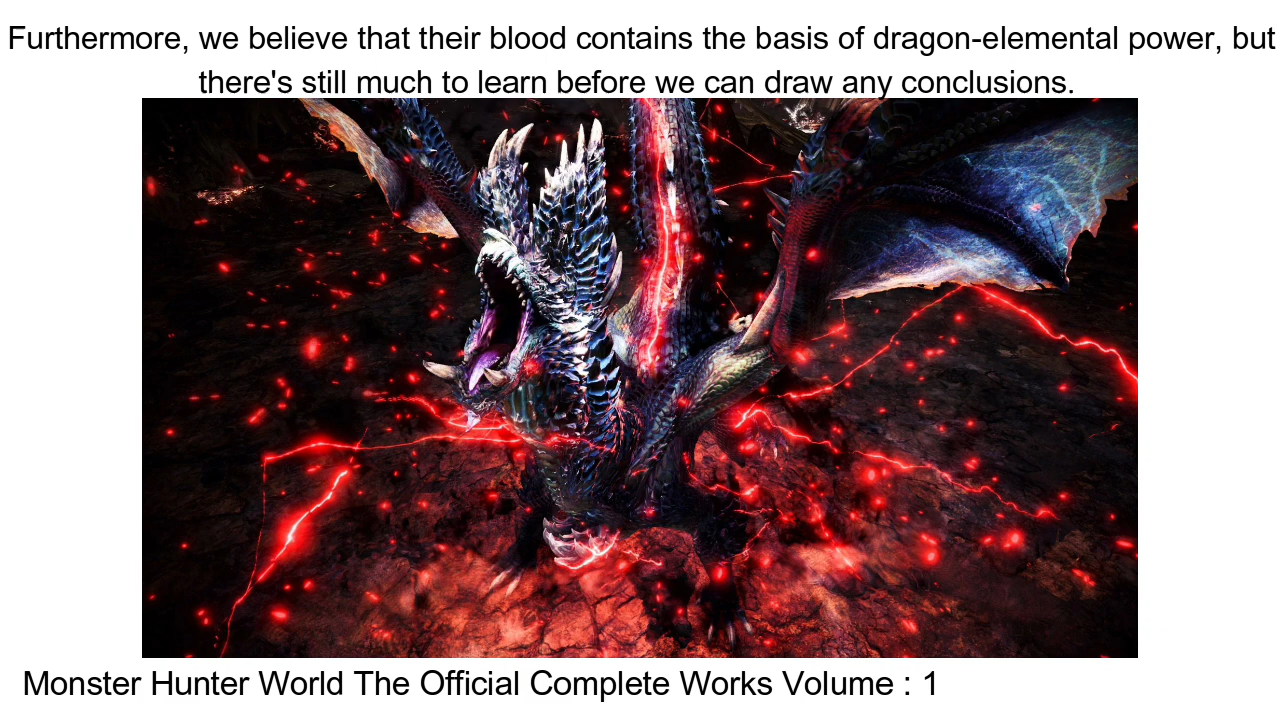 Furthermore, we believe that their blood contains the basis of dragon-elemental power, but
there's still much to learn before we can draw any conclusions.
Monster Hunter World The Official Complete Works Volume : 1